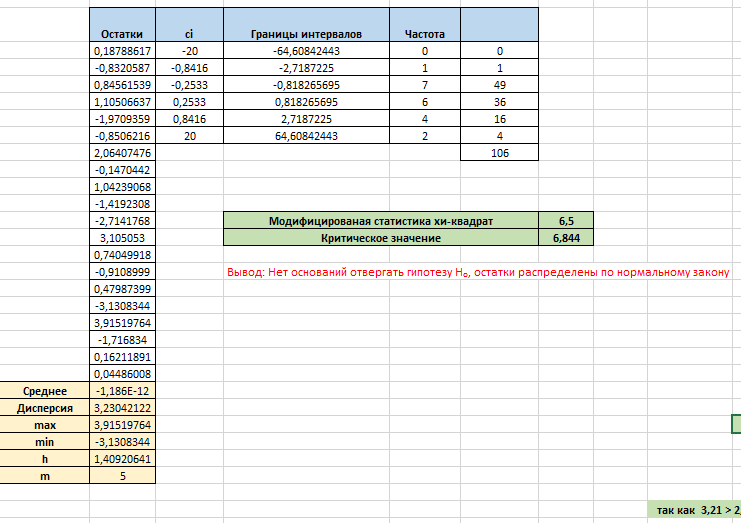 Остатки ci Границы интервалов Частота
0,18788617 -20 -64,60842443 0 0
-0,8320587 -0,8416 -2,7187225 1 1
0,84561539 -0,2533 -0,818265695 7 49
1,10506637 0,2533 0,818265695 6 36
-1,9709359 0,8416 2,7187225 4 16
-0,8506216 20 64,60842443 2 4
2,06407476 106
-0,1470442
1,04239068
-1,4192308
-2,7141768 Модифицированая статистика хи-квадрат 6,5
3,105053 Критическое значение 6,844
0,74049918
-0,9108999 Вывод: Нет оснований отвергать гипотезу H₀, остатки распределены по нормальному закону
0,47987399
-3,1308344
3,91519764
-1,716834
0,16211891
0,04486008
Среднее -1,186E-12
Дисперсия 3,23042122
max 3,91519764
min -3,1308344
h 1,40920641
m 5
так как 3,21 > 2,